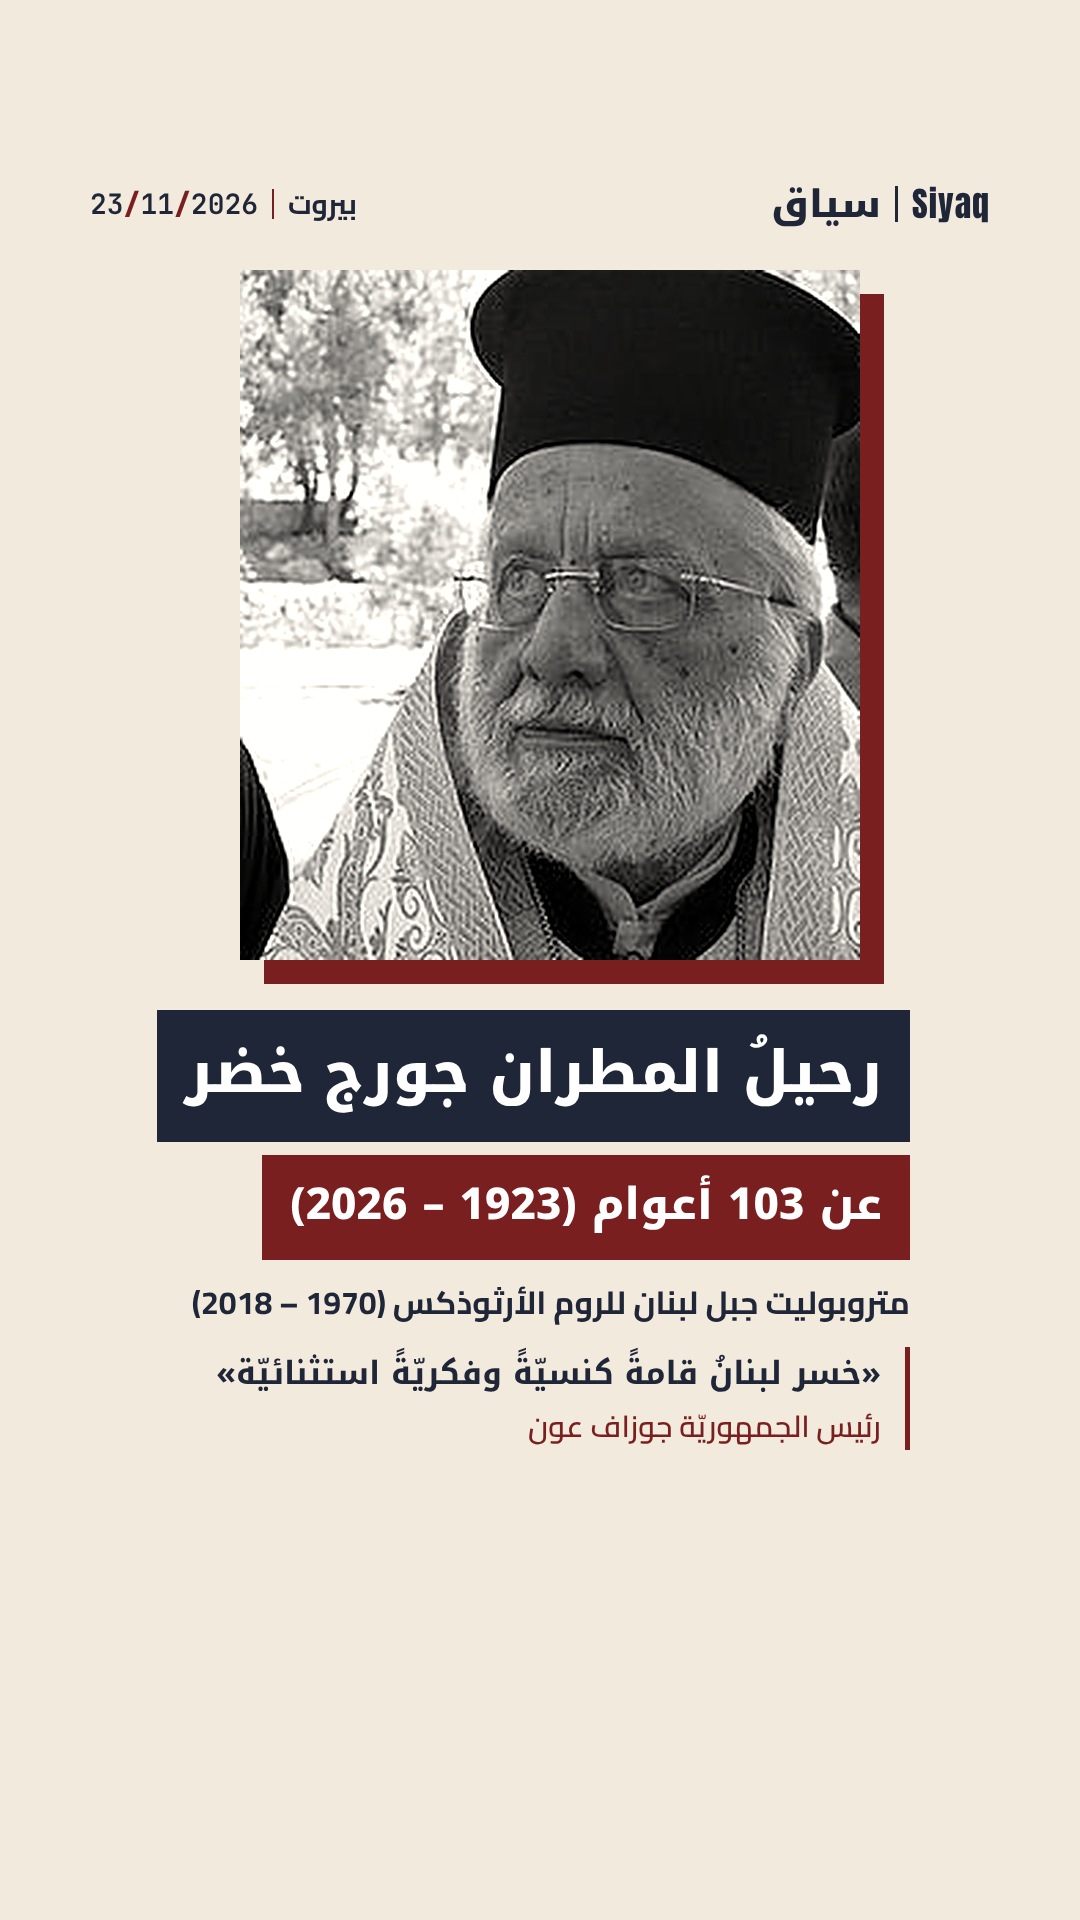 سياق | Siyaq
بيروت | 23/11/2026
رحيلُ المطران جورج خضر
عن 103 أعوام (1923 – 2026)
متروبوليت جبل لبنان للروم الأرثوذكس (1970 – 2018)
«خسر لبنانُ قامةً كنسيّةً وفكريّةً استثنائيّة»
رئيس الجمهوريّة جوزاف عون